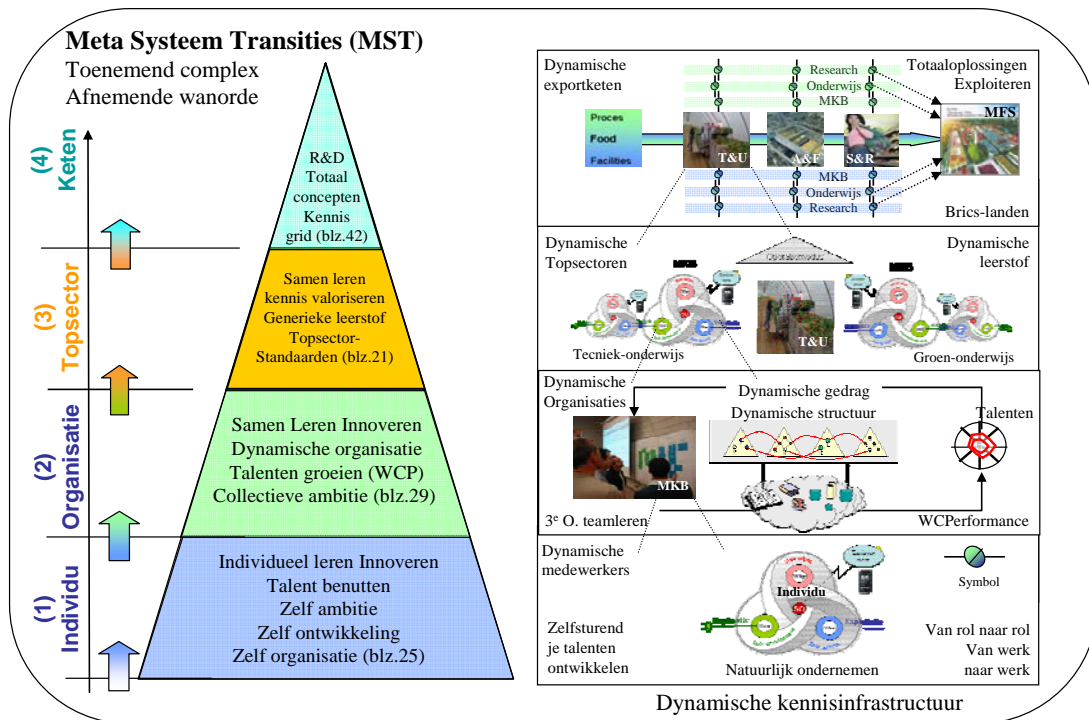 Meta Systeem Transities (MST)
Toenemend complex
Afnemende wanorde
(4)
Keten
(3)
Topsector
(2)
Organisatie
(1)
Individu
R&D
Totaal
concepten
Kennis
grid (blz.42)
Samen leren
kennis valoriseren
Generieke leerstof
Topsector-
Standaarden (blz.21)
Samen Leren Innoveren
Dynamische organisatie
Talenten groeien (WCP)
Collectieve ambitie (blz.29)
Individueel leren Innoveren
Talent benutten
Zelf ambitie
Zelf ontwikkeling
Zelf organisatie (blz.25)
Dynamische
exportketen
Research
Onderwijs
MKB
Totaaloplossingen
Exploiteren
Proces
Food
Facilities
T&U
A&F
S&R
MFS
MKB
Onderwijs
Research
Brics-landen
Dynamische
Topsectoren
Dynamische
leerstof
T&U
Tecniek-onderwijs
Groen-onderwijs
Dynamische
Organisaties
Dynamische gedrag
Dynamische structuur
Talenten
MKB
3e O. teamleren
WCPerformance
Dynamische
medewerkers
Individu
Symbol
Zelfsturend
je talenten
ontwikkelen
Natuurlijk ondernemen
Van rol naar rol
Van werk
naar werk
Dynamische kennisinfrastructuur